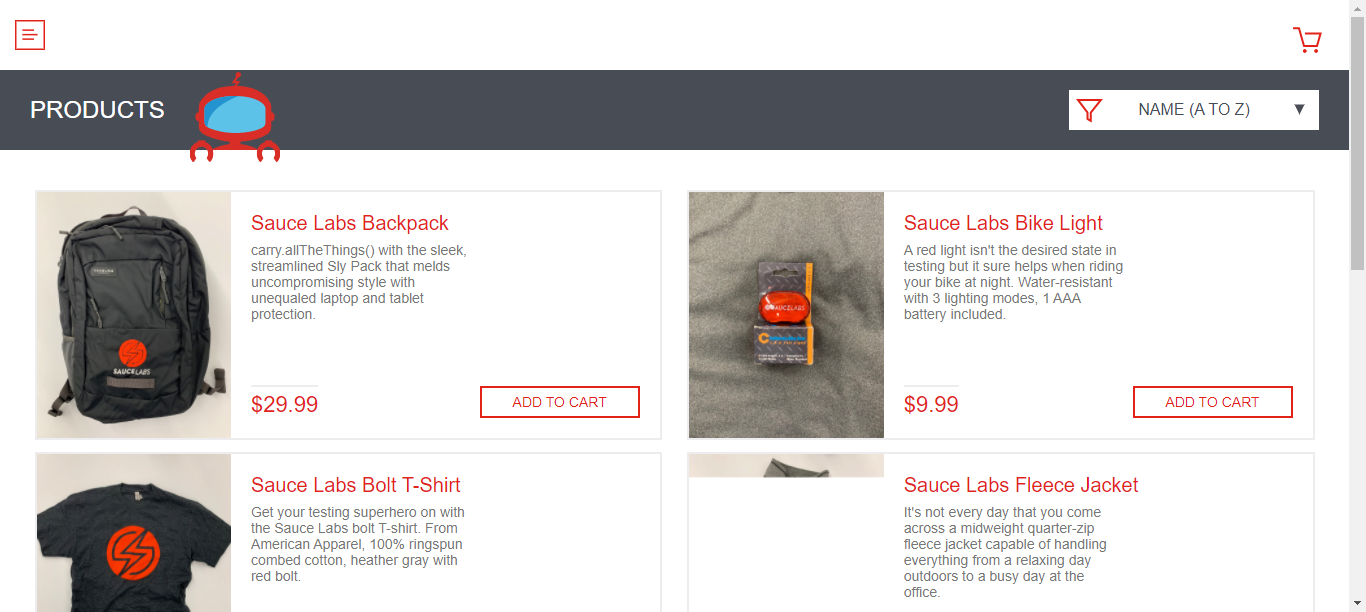 PRODUCTS
NAME (A TO Z)
Sauce Labs Backpack
carry.allTheThings() with the sleek,
streamlined Sly Pack that melds
uncompromising style with
unequaled laptop and tablet
protection.
$29.99
ADD TO CART
SAUCELABS
Sauce Labs Bike Light
A red light isn't the desired state in
testing but it sure helps when riding
your bike at night. Water-resistant
with 3 lighting modes, 1 AAA
battery included.
$9.99
ADD TO CART
SAUCELABS
Sauce Labs Bolt T-Shirt
Get your testing superhero on with
the Sauce Labs bolt T-shirt. From
American Apparel, 100% ringspun
combed cotton, heather gray with
red bolt.
Sauce Labs Fleece Jacket
It's not every day that you come
across a midweight quarter-zip
fleece jacket capable of handling
everything from a relaxing day
outdoors to a busy day at the
office.